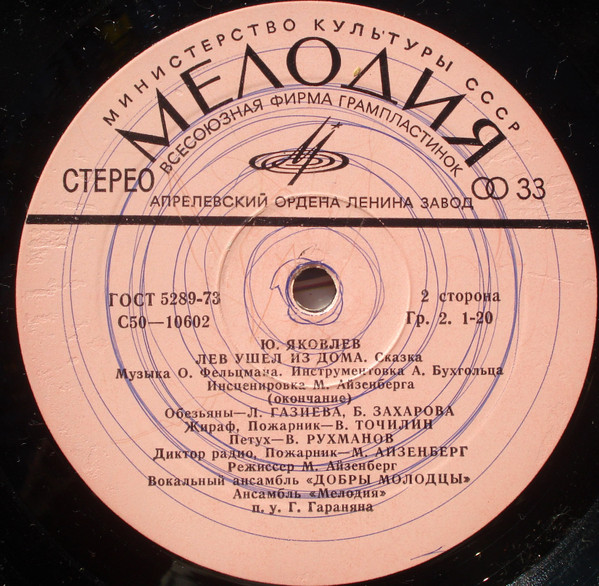 МИНИСТЕРСТВО КУЛЬТУРЫ СССР
МЕЛОДИЯ
ВСЕСОЮЗНАЯ ФИРМА ГРАМПЛАСТИНОК
СТЕРЕО
33
АПРЕЛЕВСКИЙ ОРДЕНА ЛЕНИНА ЗАВОД
ГОСТ 5289-73
2 сторона
С50—10602
Гр. 2. 1-20
Ю. ЯКОВЛЕВ
ЛЕВ УШЕЛ ИЗ ДОМА. Сказка
Музыка О. Фельцмана. Инструментовка А. Бухгольца
Инсценировка М. Айзенберга
(окончание)
Обезьяны—Л. ГАЗИЕВА, Б. ЗАХАРОВА
Жираф, Пожарник—В. ТОЧИЛИН
Петух—В. РУХМАНОВ
Диктор радио, Пожарник—М. АЙЗЕНБЕРГ
Режиссер М. Айзенберг
Вокальный ансамбль «ДОБРЫ МОЛОДЦЫ»
Ансамбль «Мелодия»
п. у. Г. Гараняна